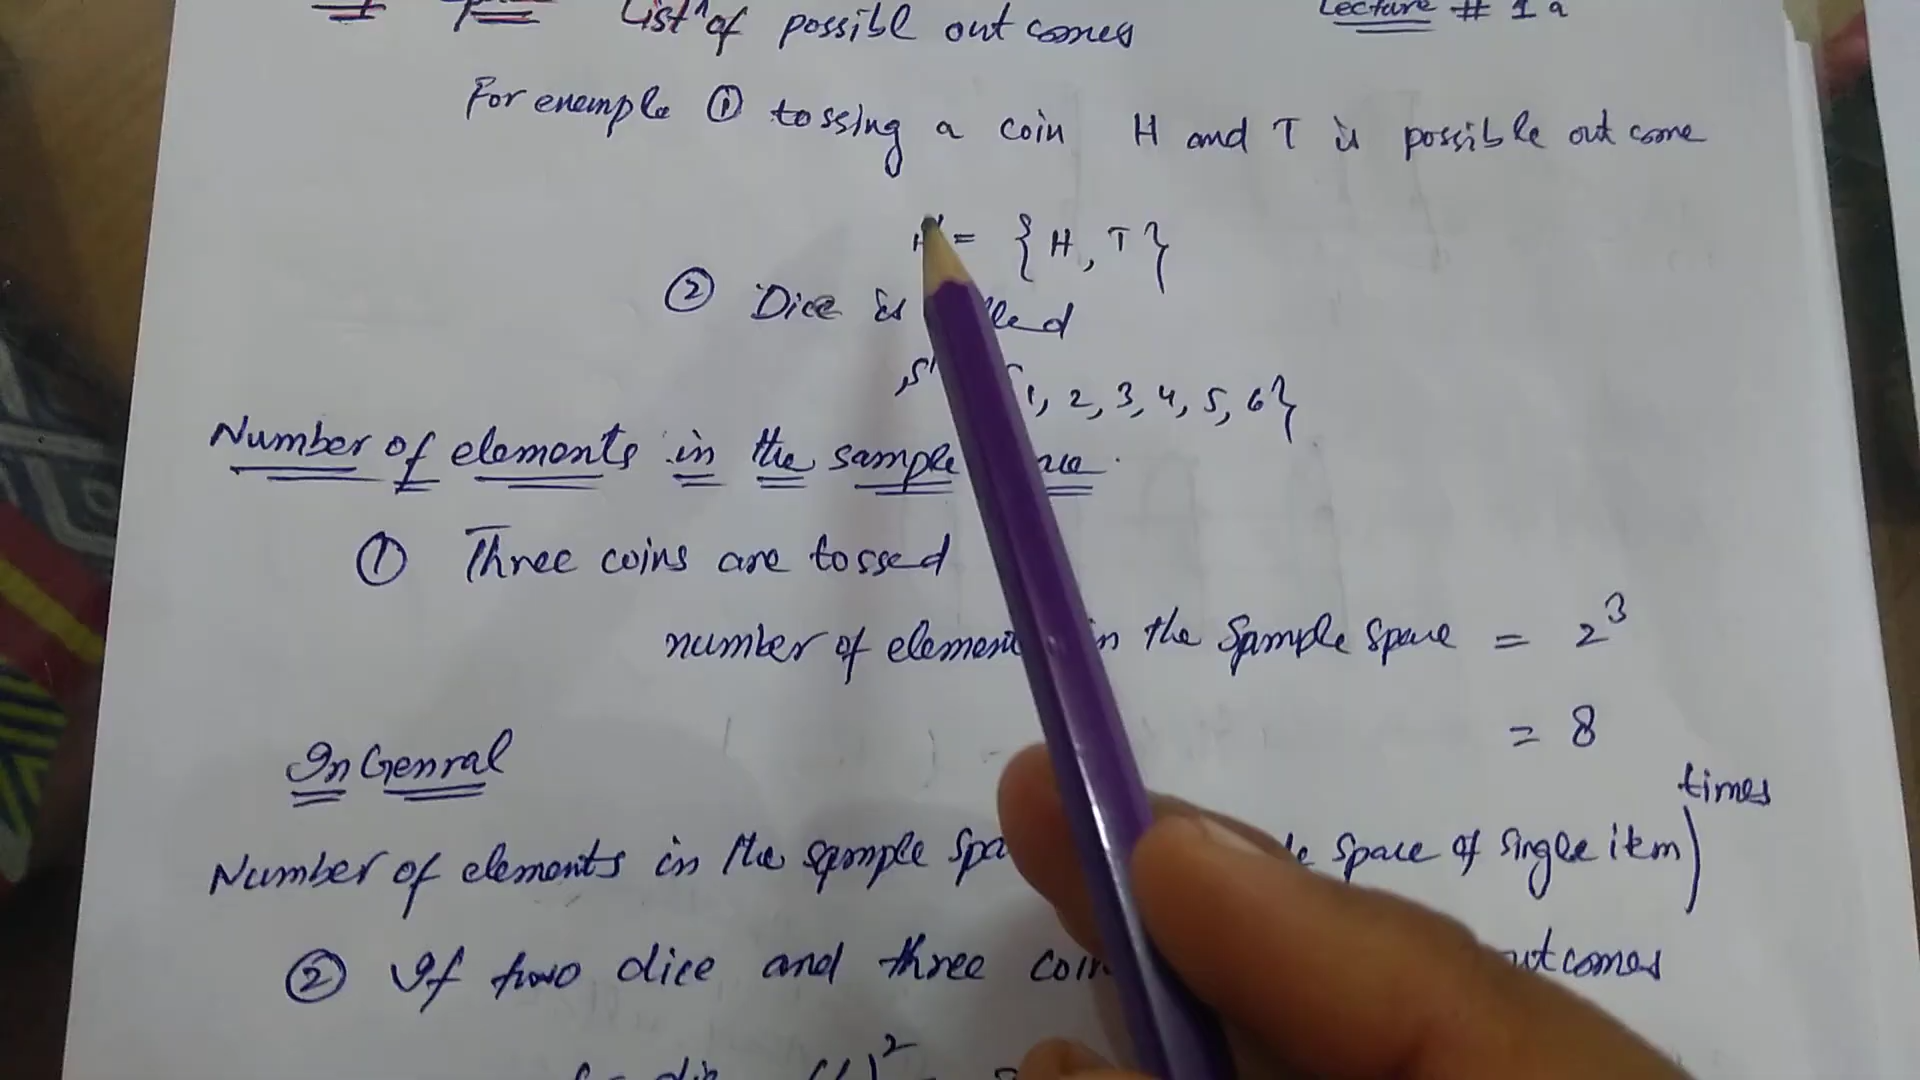 List of possible out comes
Lecture # 1 a
For exemple ① tossing a coin H and T is possible out come
= {H, T}
② Dice is
1, 2, 3, 4, 5, 6}
Number of elements in the sample
① Three coins are tossed
number of element in the sample space = 2³
= 8
In Genral
times
Number of elements in the sample space of single item)
② If two dice and three